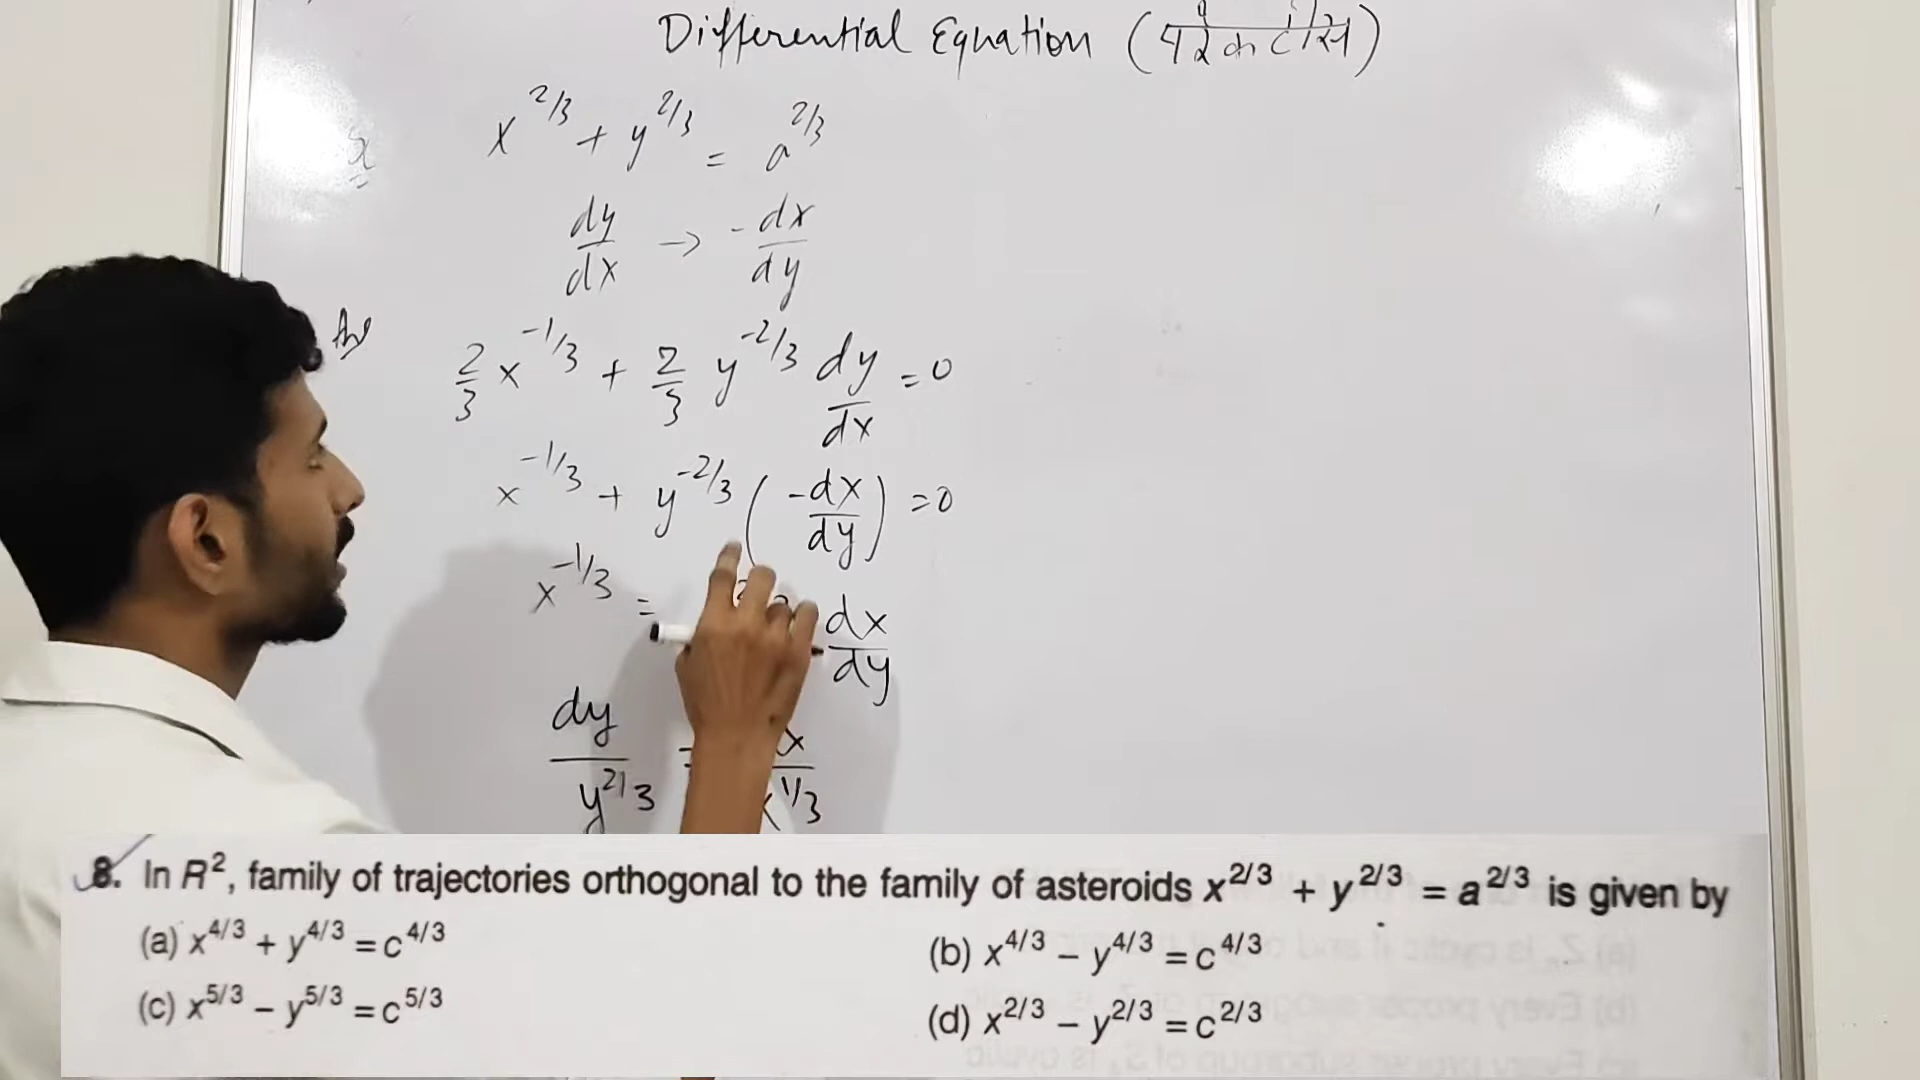 Differential Equation (
x^2/3 + y^2/3 = a^2/3
dy/dx → -dx/dy
Ans
2/3 x^-1/3 + 2/3 y^-2/3 dy/dx = 0
x^-1/3 + y^-2/3 (-dx/dy) = 0
x^-1/3 = dx/dy
dy/y^2/3 = x^1/3
8. In R², family of trajectories orthogonal to the family of asteroids x^2/3 + y^2/3 = a^2/3 is given by
(a) x^4/3 + y^4/3 = c^4/3 (b) x^4/3 – y^4/3 = c^4/3
(c) x^5/3 – y^5/3 = c^5/3 (d) x^2/3 – y^2/3 = c^2/3